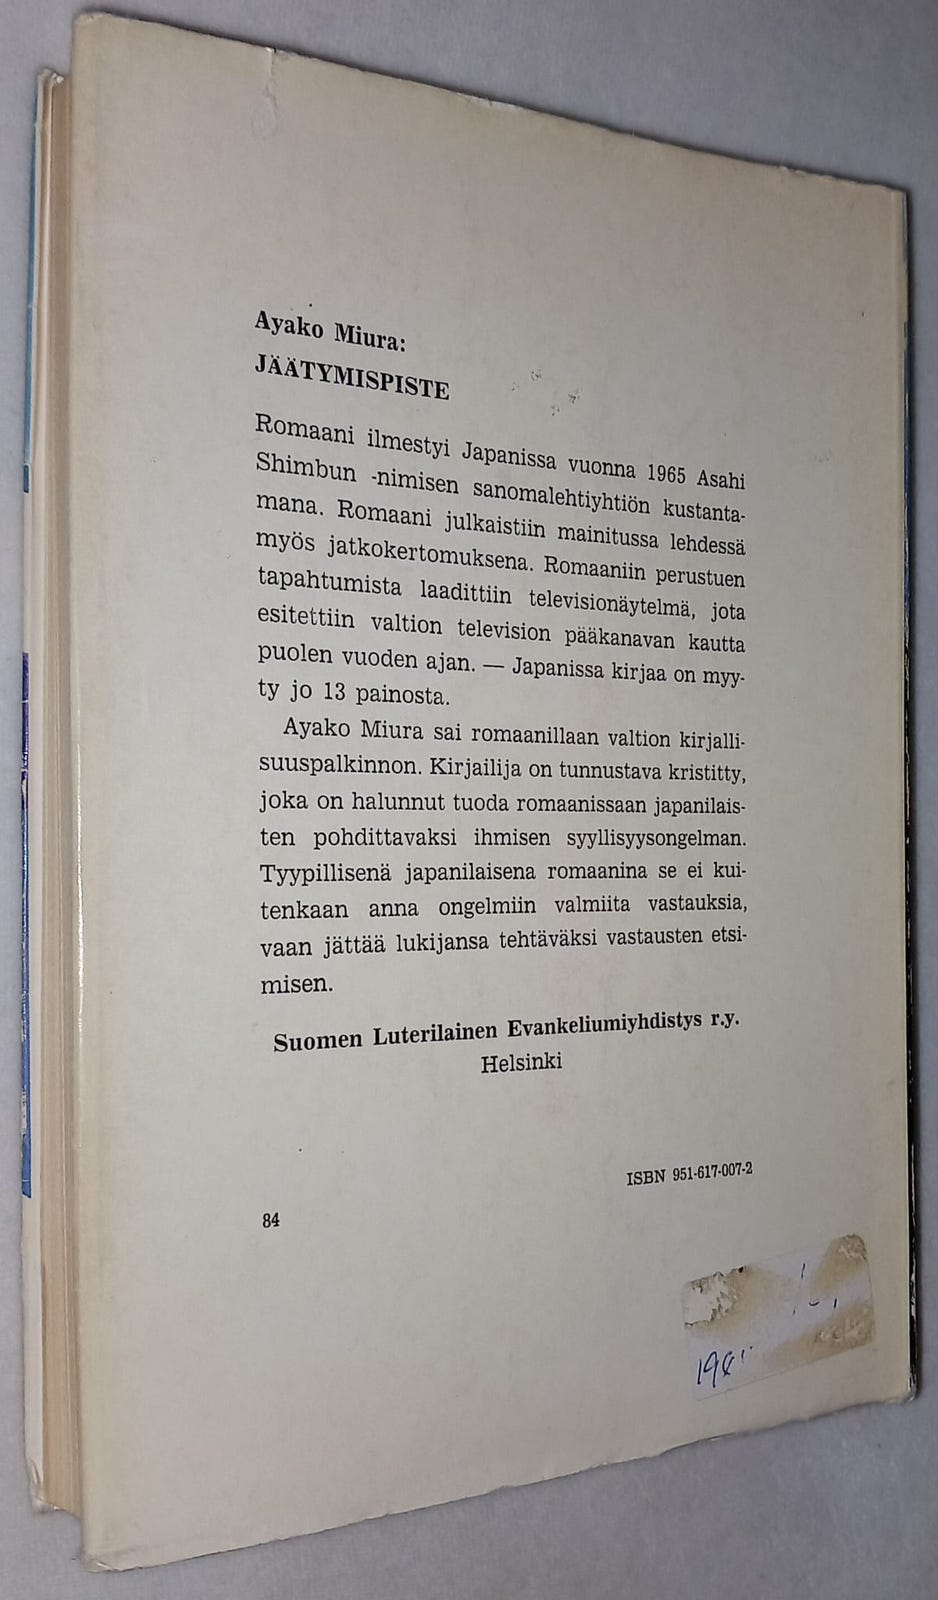 Ayako Miura:
JÄÄTYMISPISTE
Romaani ilmestyi Japanissa vuonna 1965 Asahi
Shimbun -nimisen sanomalehtiyhtiön kustanta-
mana. Romaani julkaistiin mainitussa lehdessä
myös jatkokertomuksena. Romaaniin perustuen
tapahtumista laadittiin televisionäytelmä, jota
esitettiin valtion television pääkanavan kautta
puolen vuoden ajan. — Japanissa kirjaa on myy-
ty jo 13 painosta.
Ayako Miura sai romaanillaan valtion kirjalli-
suuspalkinnon. Kirjailija on tunnustava kristitty,
joka on halunnut tuoda romaanissaan japanilais-
ten pohdittavaksi ihmisen syyllisyysongelman.
Tyypillisenä japanilaisena romaanina se ei kui-
tenkaan anna ongelmiin valmiita vastauksia,
vaan jättää lukijansa tehtäväksi vastausten etsi-
misen.
Suomen Luterilainen Evankeliumiyhdistys r.y.
Helsinki
ISBN 951-617-007-2
84